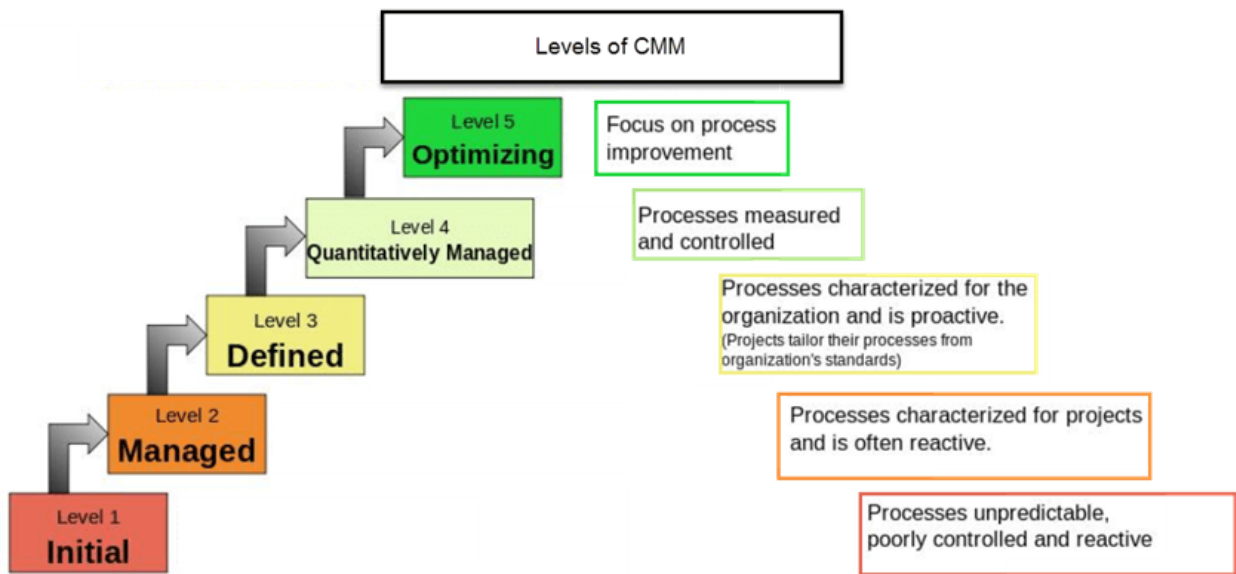 Levels of CMM
Level 5
Optimizing
Focus on process
improvement
Level 4
Quantitatively Managed
Processes measured
and controlled
Level 3
Defined
Processes characterized for the
organization and is proactive.
(Projects tailor their processes from
organization's standards)
Level 2
Managed
Processes characterized for projects
and is often reactive.
Level 1
Initial
Processes unpredictable,
poorly controlled and reactive